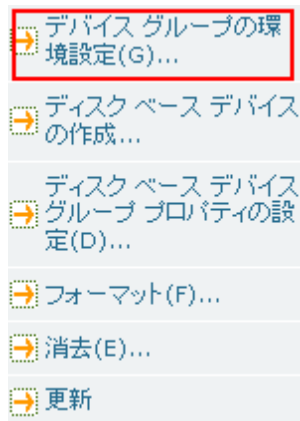 デバイス グループの環
境設定(G)...
ディスク ベース デバイス
の作成...
ディスク ベース デバイス
グループ プロパティの設
定(D)...
フォーマット(F)...
消去(E)...
更新